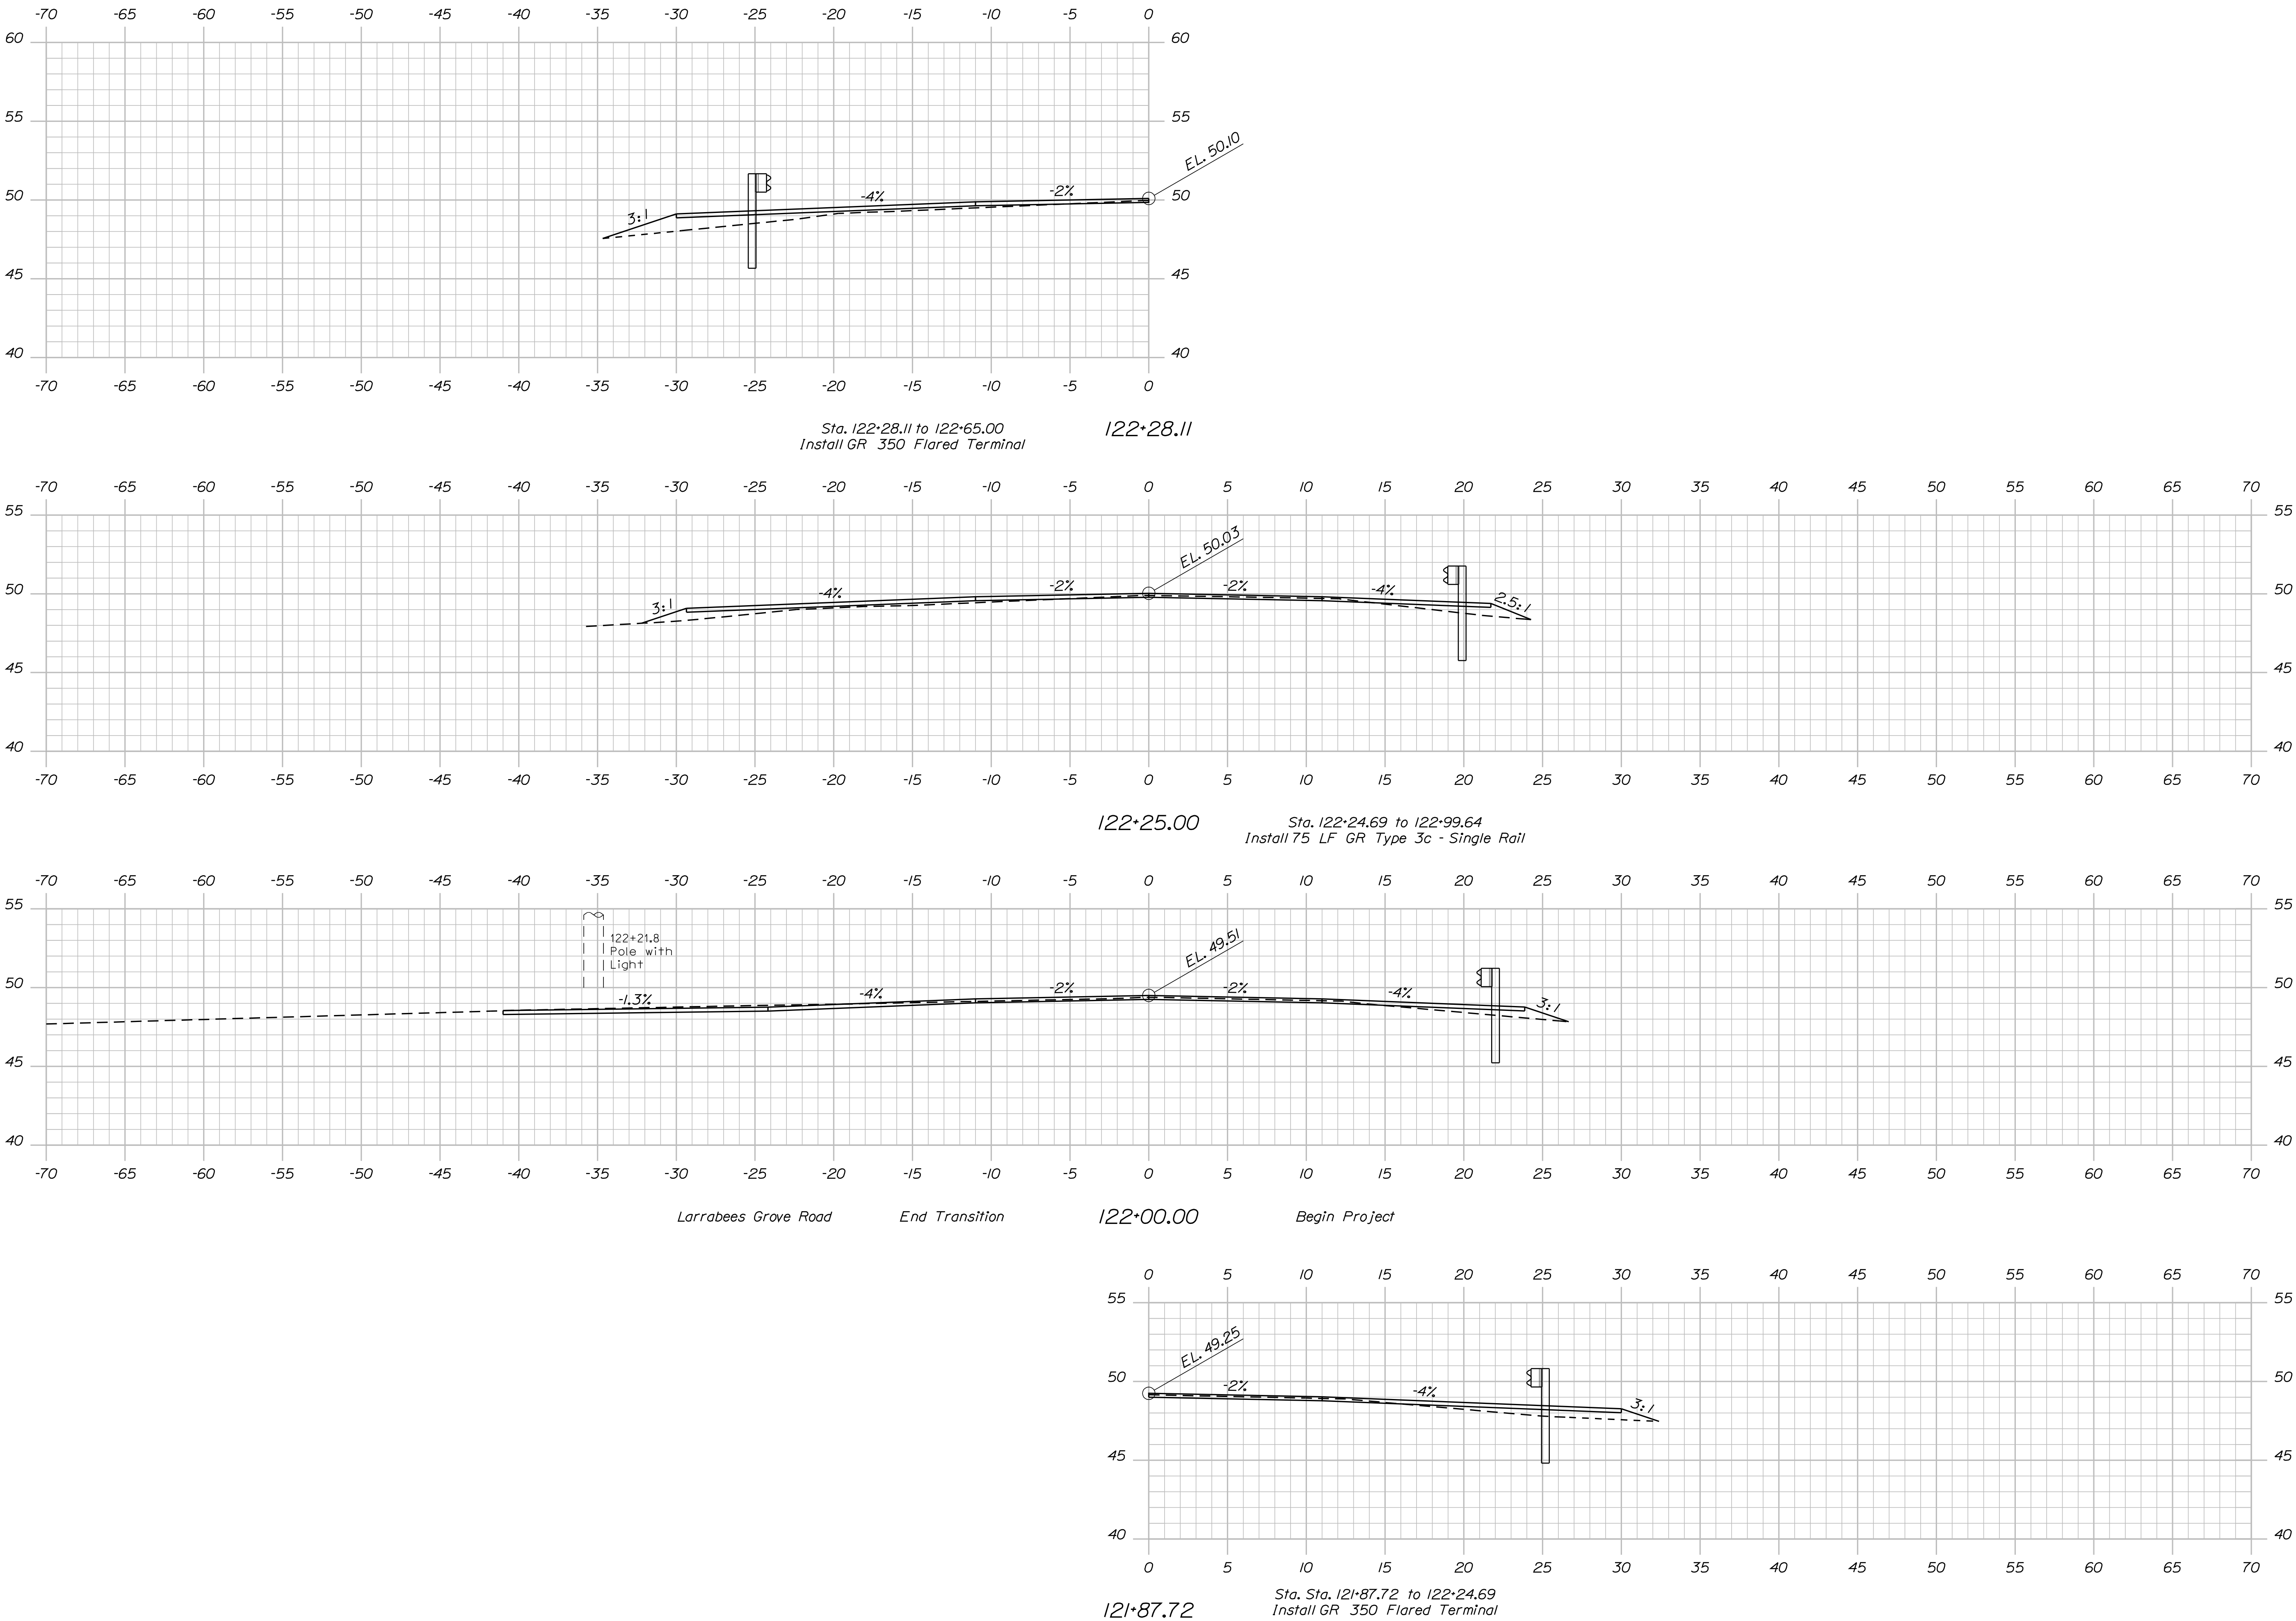 -70 -65 -60 -55 -50 -45 -40 -35 -30 -25 -20 -15 -10 -5 0
60 60
55 55
EL. 50.10
50 -4% -2% 50
3:1
45 45
40 40
-70 -65 -60 -55 -50 -45 -40 -35 -30 -25 -20 -15 -10 -5 0
Sta. 122+28.11 to 122+65.00 122+28.11
Install GR 350 Flared Terminal
-70 -65 -60 -55 -50 -45 -40 -35 -30 -25 -20 -15 -10 -5 0 5 10 15 20 25 30 35 40 45 50 55 60 65 70
55 55
EL. 50.03
50 3:1 -4% -2% -2% -4% 2.5:1 50
45 45
40 40
-70 -65 -60 -55 -50 -45 -40 -35 -30 -25 -20 -15 -10 -5 0 5 10 15 20 25 30 35 40 45 50 55 60 65 70
122+25.00 Sta. 122+24.69 to 122+99.64
Install 75 LF GR Type 3c - Single Rail
-70 -65 -60 -55 -50 -45 -40 -35 -30 -25 -20 -15 -10 -5 0 5 10 15 20 25 30 35 40 45 50 55 60 65 70
55 55
122+21.8
Pole with
Light
EL. 49.51
50 -1.3% -4% -2% -2% -4% 3:1 50
45 45
40 40
-70 -65 -60 -55 -50 -45 -40 -35 -30 -25 -20 -15 -10 -5 0 5 10 15 20 25 30 35 40 45 50 55 60 65 70
Larrabees Grove Road End Transition 122+00.00 Begin Project
0 5 10 15 20 25 30 35 40 45 50 55 60 65 70
55 55
EL. 49.25
50 -2% -4% 3:1 50
45 45
40 40
0 5 10 15 20 25 30 35 40 45 50 55 60 65 70
121+87.72 Sta. Sta. 121+87.72 to 122+24.69
Install GR 350 Flared Terminal